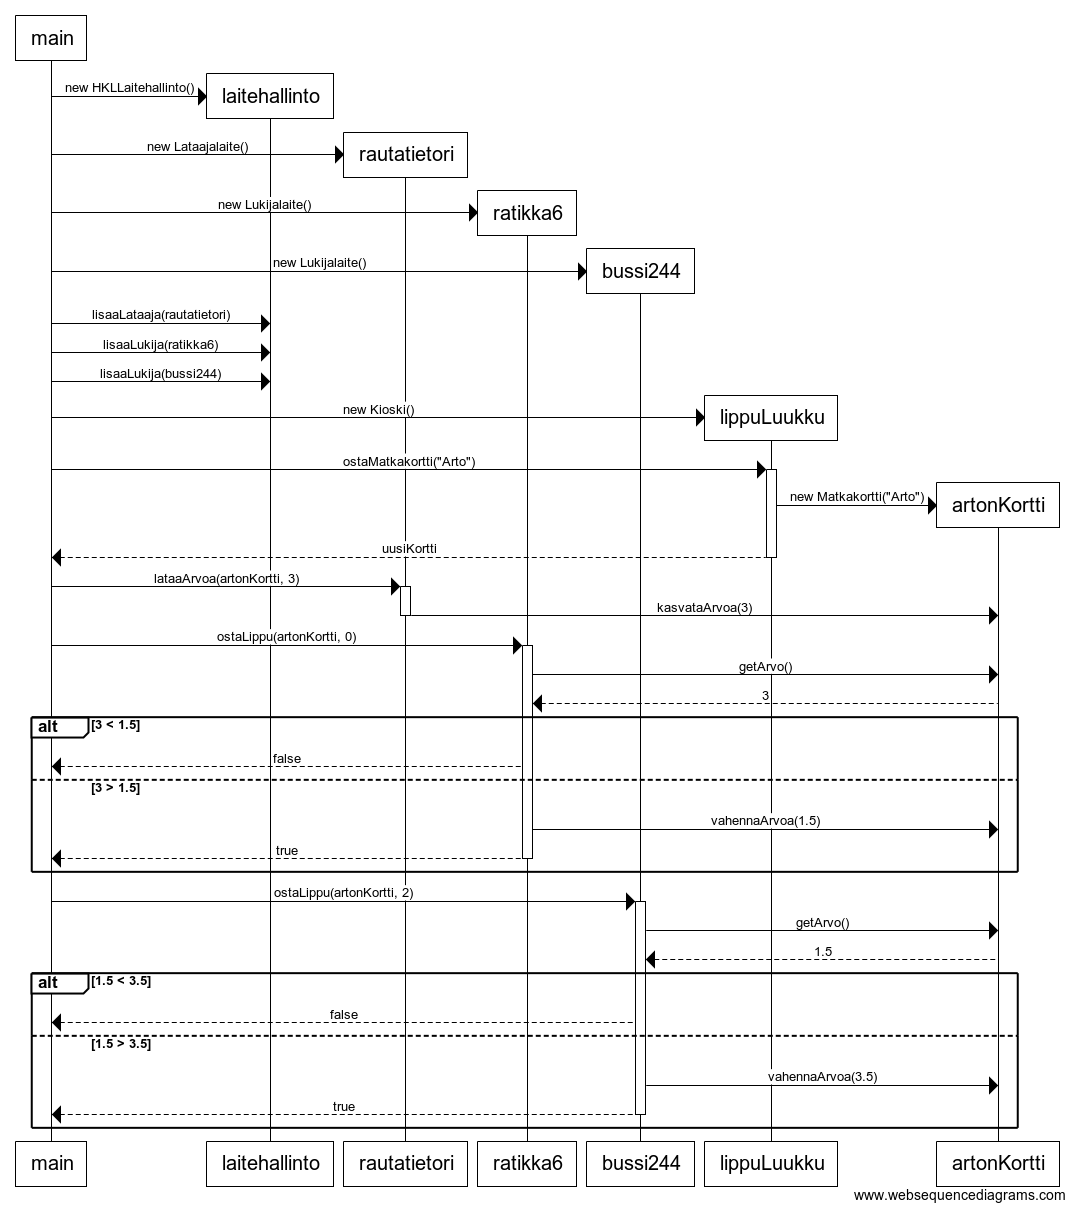 main
new HKLLaitehallinto()
laitehallinto
new Lataajalaite()
rautatietori
new Lukijalaite()
ratikka6
new Lukijalaite()
bussi244
lisaaLataaja(rautatietori)
lisaaLukija(ratikka6)
lisaaLukija(bussi244)
new Kioski()
lippuLuukku
ostaMatkakortti("Arto")
new Matkakortti("Arto")
artonKortti
uusiKortti
lataaArvoa(artonKortti, 3)
kasvataArvoa(3)
ostaLippu(artonKortti, 0)
getArvo()
3
alt [3 < 1.5]
false
[3 > 1.5]
vahennaArvoa(1.5)
true
ostaLippu(artonKortti, 2)
getArvo()
1.5
alt [1.5 < 3.5]
false
[1.5 > 3.5]
vahennaArvoa(3.5)
true
main laitehallinto rautatietori ratikka6 bussi244 lippuLuukku artonKortti
www.websequencediagrams.com